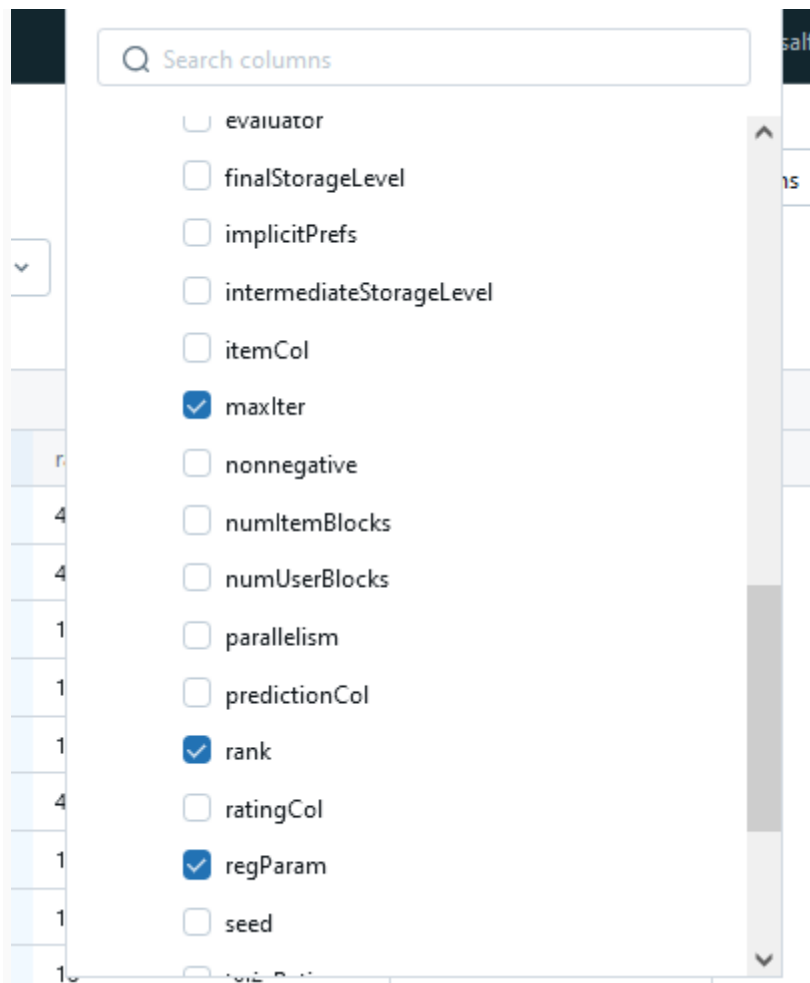 Search columns
evaluator
finalStorageLevel
implicitPrefs
intermediateStorageLevel
itemCol
maxIter
nonnegative
numItemBlocks
numUserBlocks
parallelism
predictionCol
rank
ratingCol
regParam
seed